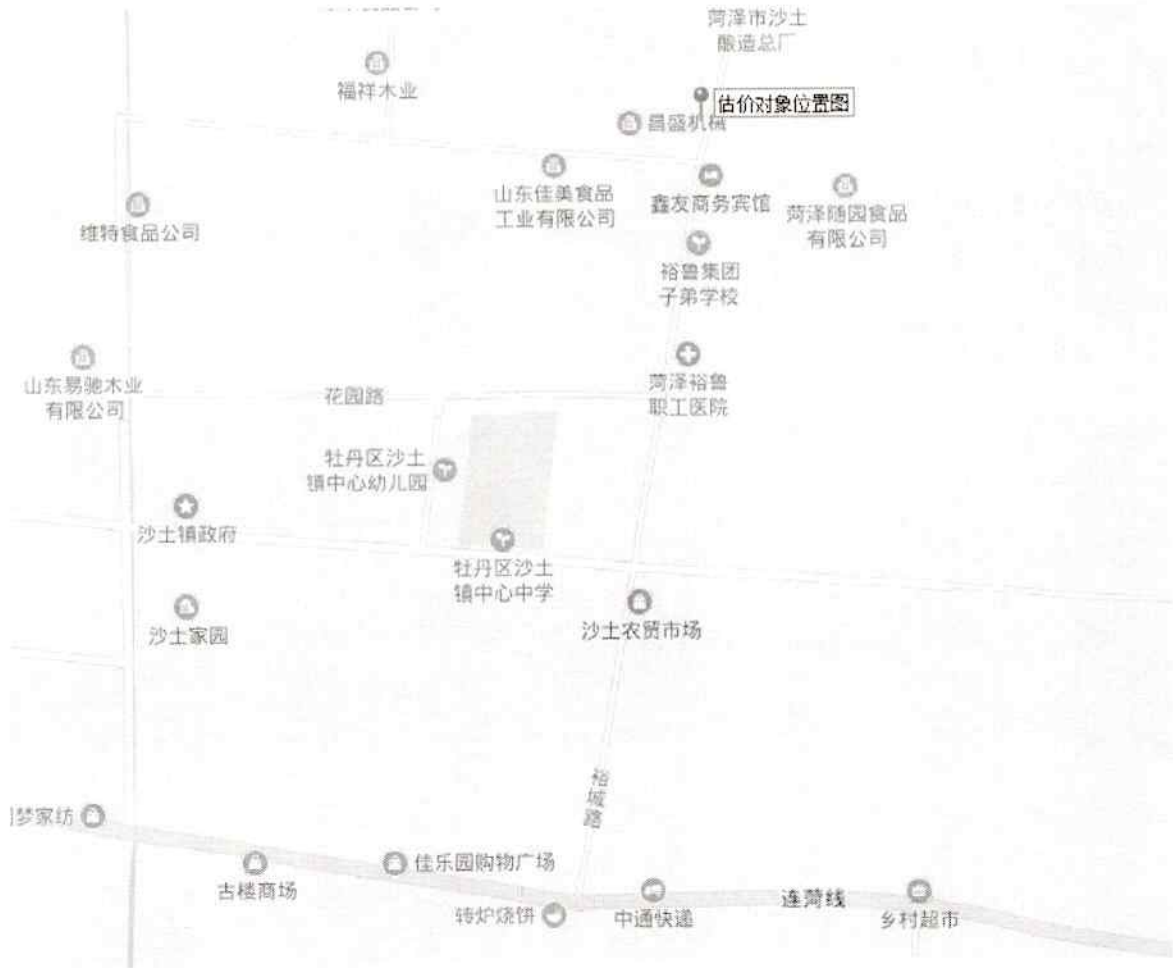 菏泽市沙土
酿造总厂
福祥木业
估价对象位置图
昌盛机械
山东佳美食品
工业有限公司
鑫友商务宾馆
菏泽随园食品
有限公司
维特食品公司
裕鲁集团
子弟学校
山东易驰木业
有限公司
花园路
菏泽裕鲁
职工医院
牡丹区沙土
镇中心幼儿园
沙土镇政府
牡丹区沙土
镇中心中学
沙土家园
沙土农贸市场
裕城路
梦家纺
古楼商场
佳乐园购物广场
转炉烧饼
中通快递
连菏线
乡村超市